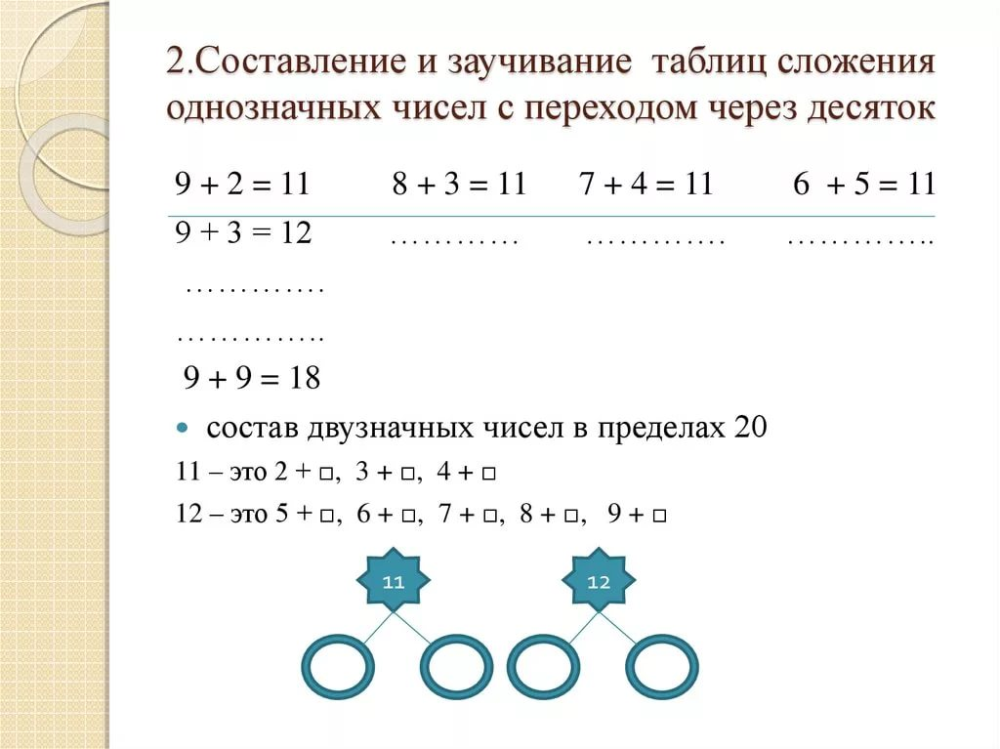 2.Составление и заучивание таблиц сложения
однозначных чисел с переходом через десяток
9 + 2 = 11 8 + 3 = 11 7 + 4 = 11 6 + 5 = 11
9 + 3 = 12 ………… …………. …………..
………….
…………..
9 + 9 = 18
• состав двузначных чисел в пределах 20
11 – это 2 + □, 3 + □, 4 + □
12 – это 5 + □, 6 + □, 7 + □, 8 + □, 9 + □
11 12